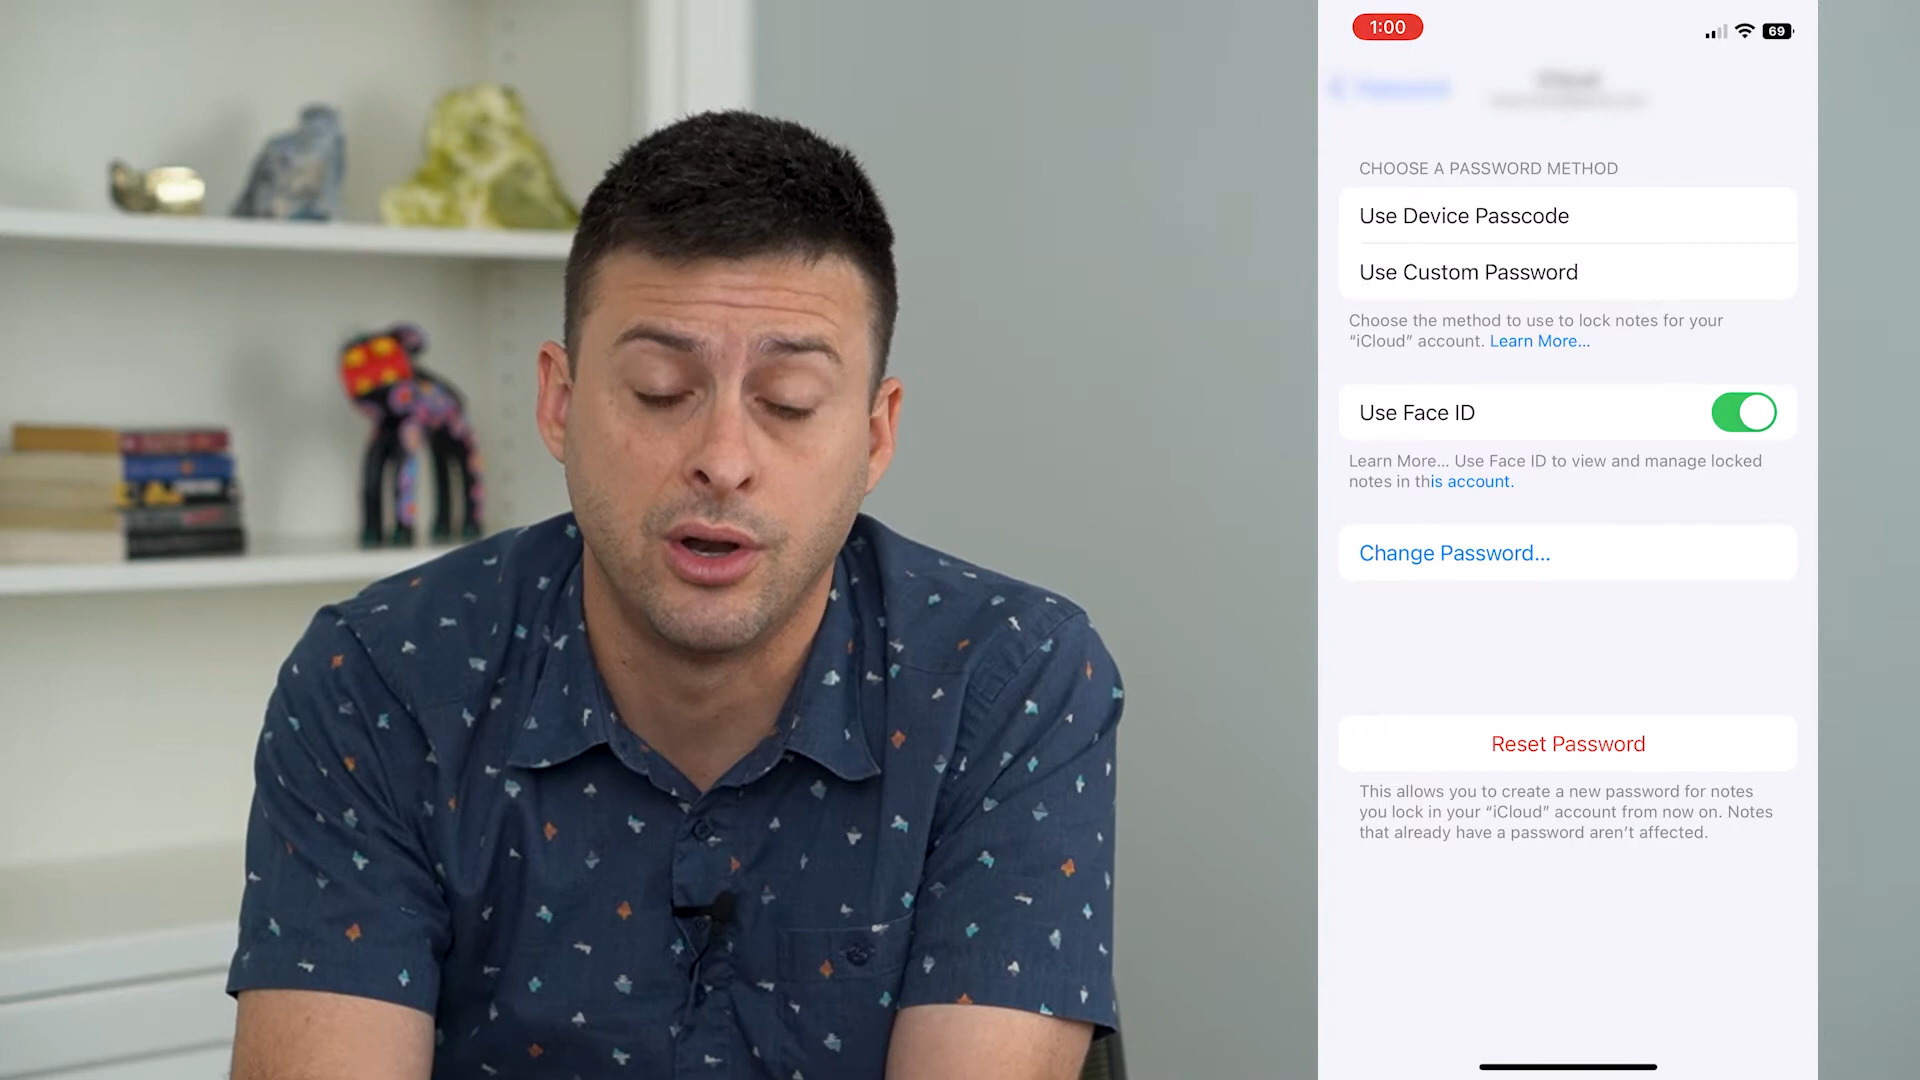 1:00
69
CHOOSE A PASSWORD METHOD
Use Device Passcode
Use Custom Password
Choose the method to use to lock notes for your
“iCloud” account. Learn More...
Use Face ID
Learn More... Use Face ID to view and manage locked
notes in this account.
Change Password...
Reset Password
This allows you to create a new password for notes
you lock in your “iCloud” account from now on. Notes
that already have a password aren’t affected.